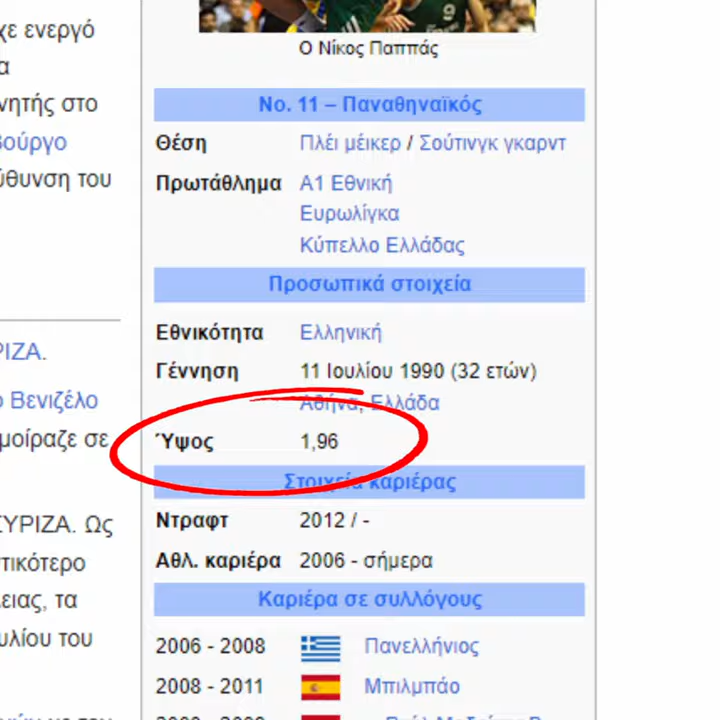 χε ενεργό
α
νητής στο
βούργο
ύθυνση του
ΡΙΖΑ.
ο Βενιζέλο
μοίραζε σε
ΣΥΡΙΖΑ. Ως
τικότερο
ειας, τα
υλίου του
Ο Νίκος Παππάς
No. 11 – Παναθηναϊκός
Θέση Πλέι μέικερ / Σούτινγκ γκαρντ
Πρωτάθλημα Α1 Εθνική
Ευρωλίγκα
Κύπελλο Ελλάδας
Προσωπικά στοιχεία
Εθνικότητα Ελληνική
Γέννηση 11 Ιουλίου 1990 (32 ετών)
Αθήνα, Ελλάδα
Ύψος 1,96
Στοιχεία καριέρας
Ντραφτ 2012 / -
Αθλ. καριέρα 2006 - σήμερα
Καριέρα σε συλλόγους
2006 - 2008 Πανελλήνιος
2008 - 2011 Μπιλμπάο